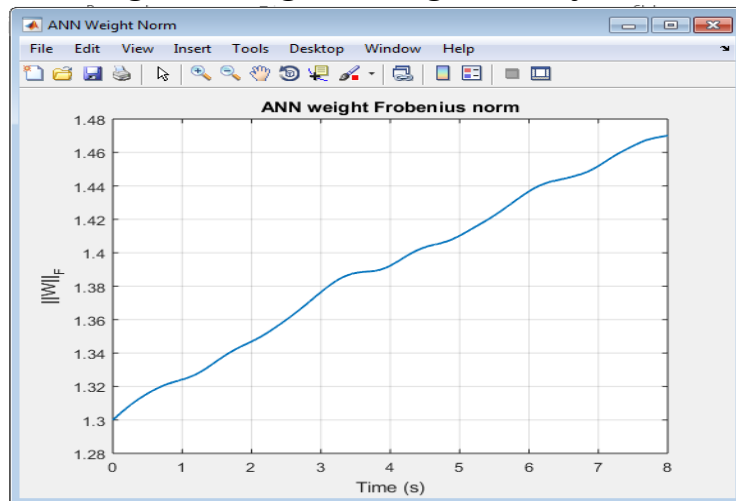 ANN Weight Norm
File Edit View Insert Tools Desktop Window Help
ANN weight Frobenius norm
1.48
1.46
1.44
1.42
1.4
1.38
1.36
1.34
1.32
1.3
1.28
||W||F
0 1 2 3 4 5 6 7 8
Time (s)